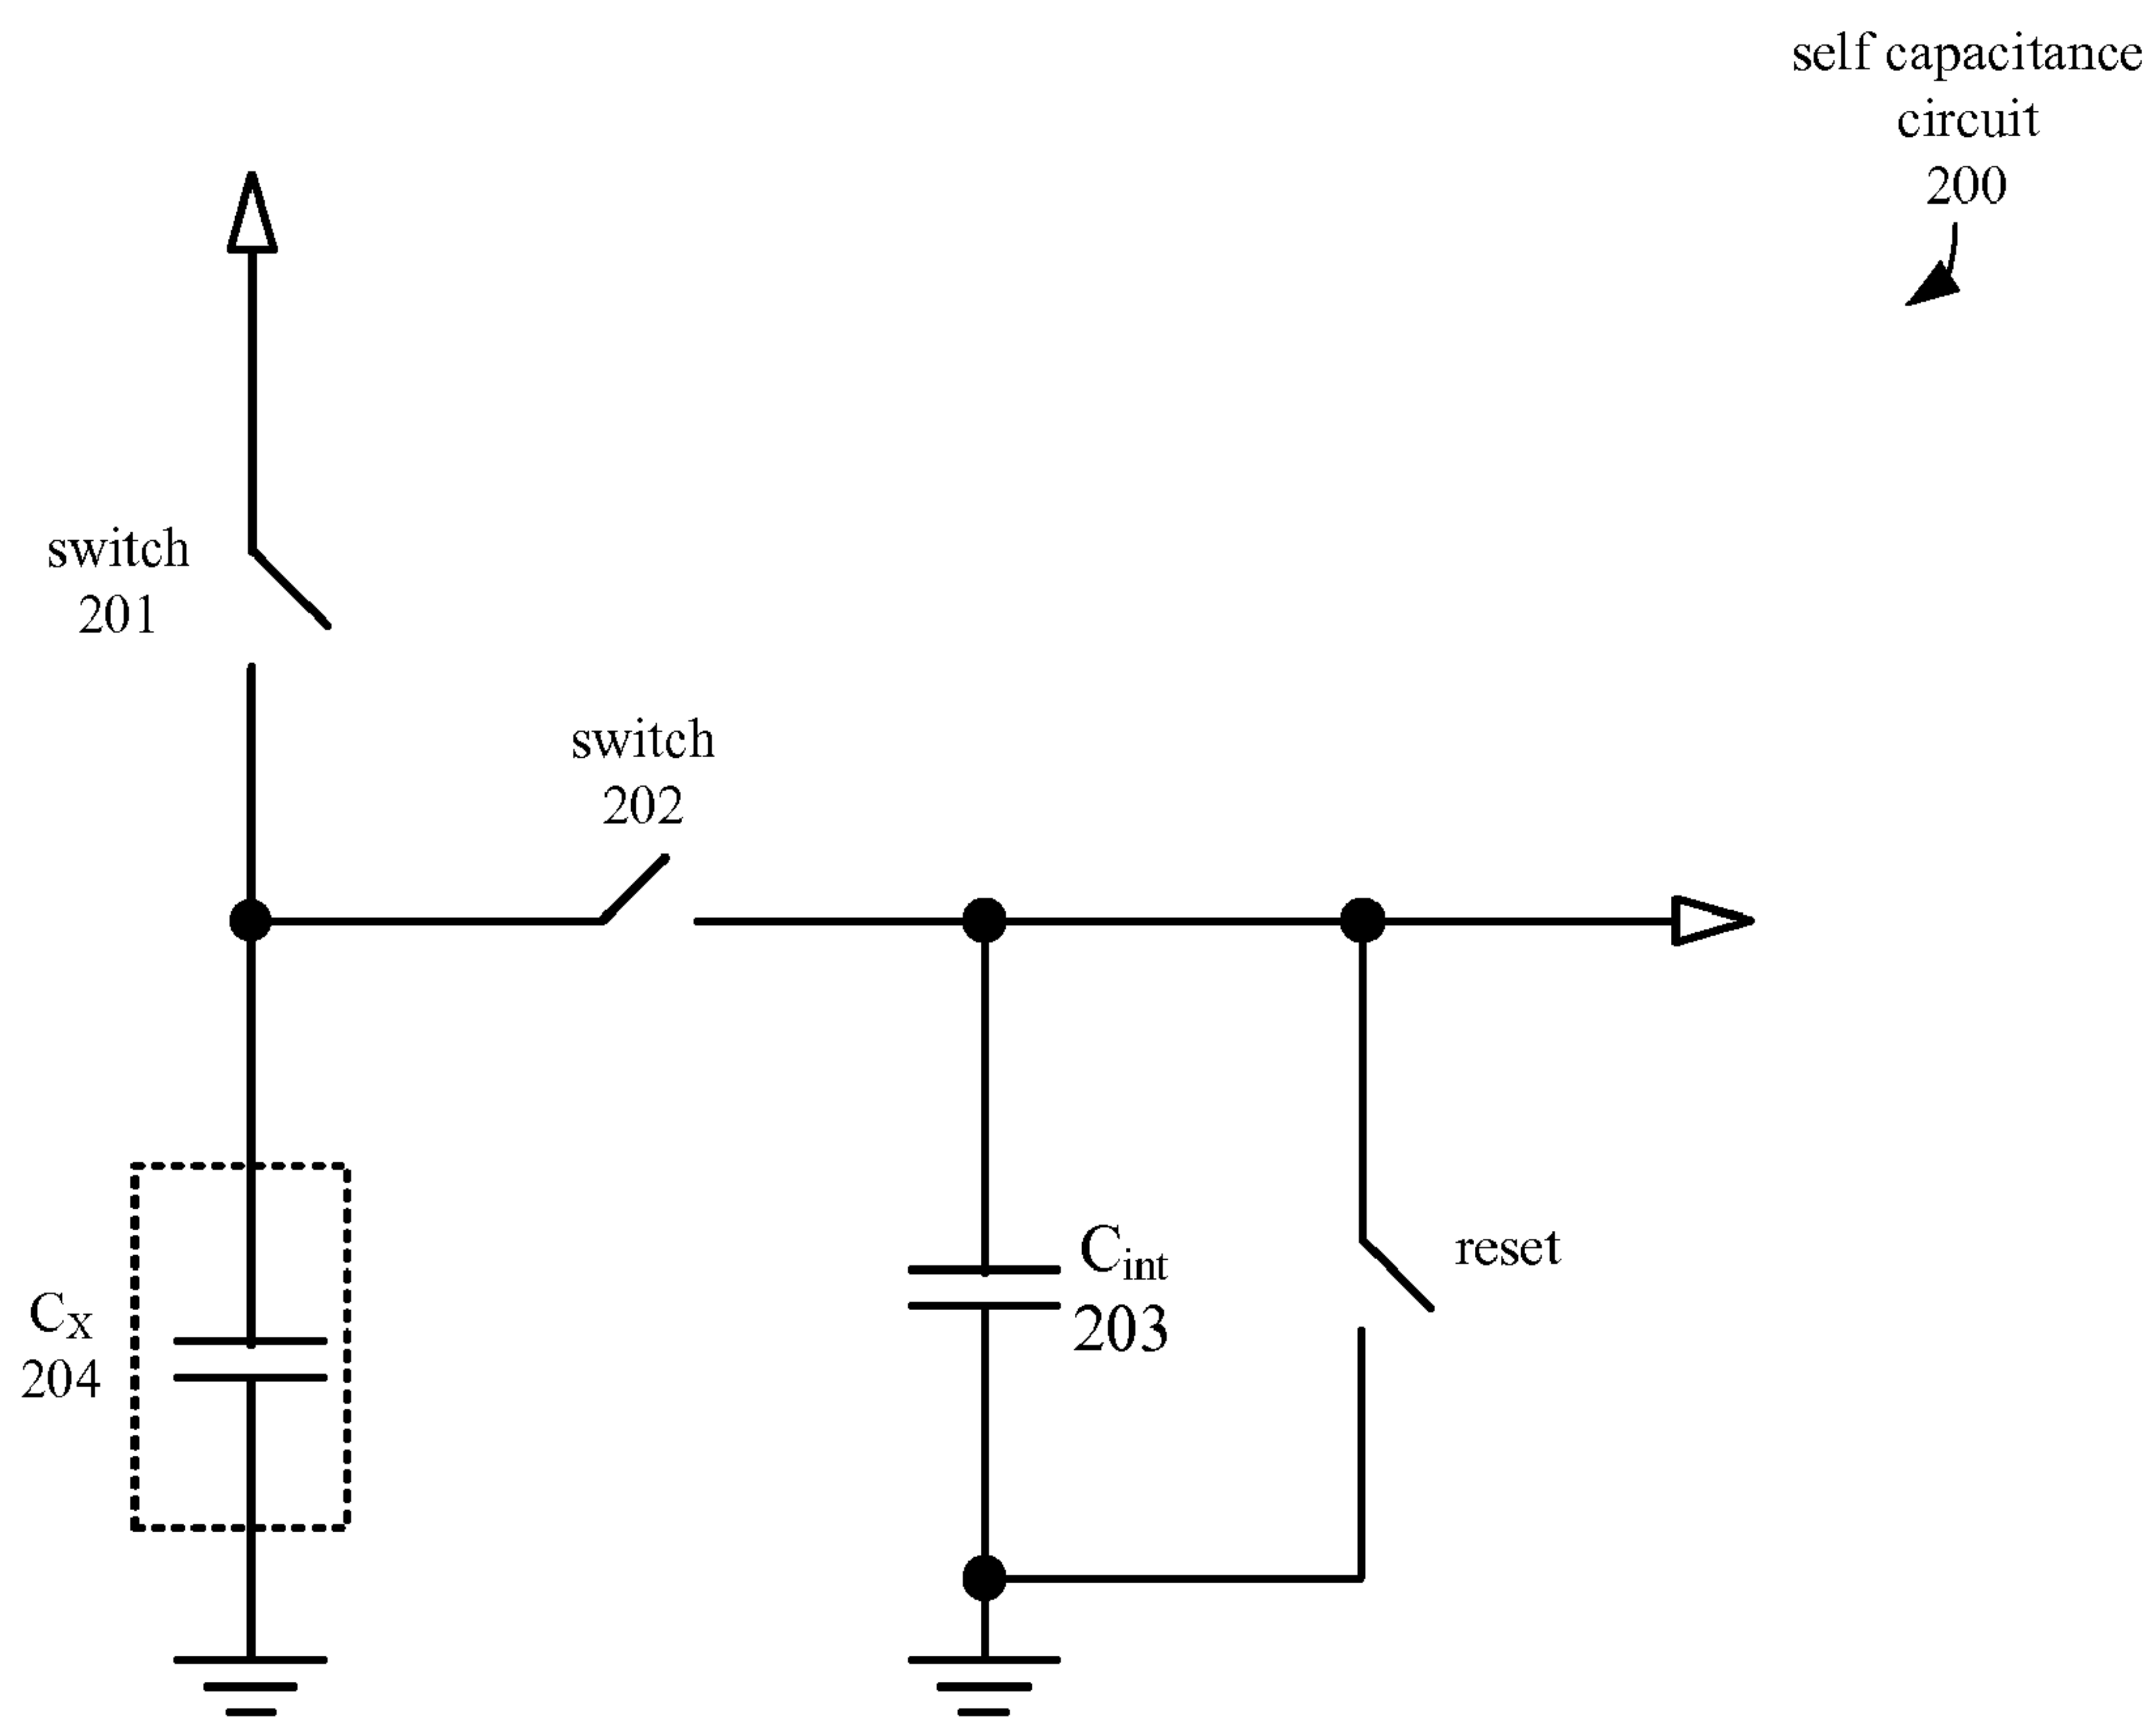 self capacitance
circuit
200
switch
201
switch
202
Cint
203
reset
CX
204